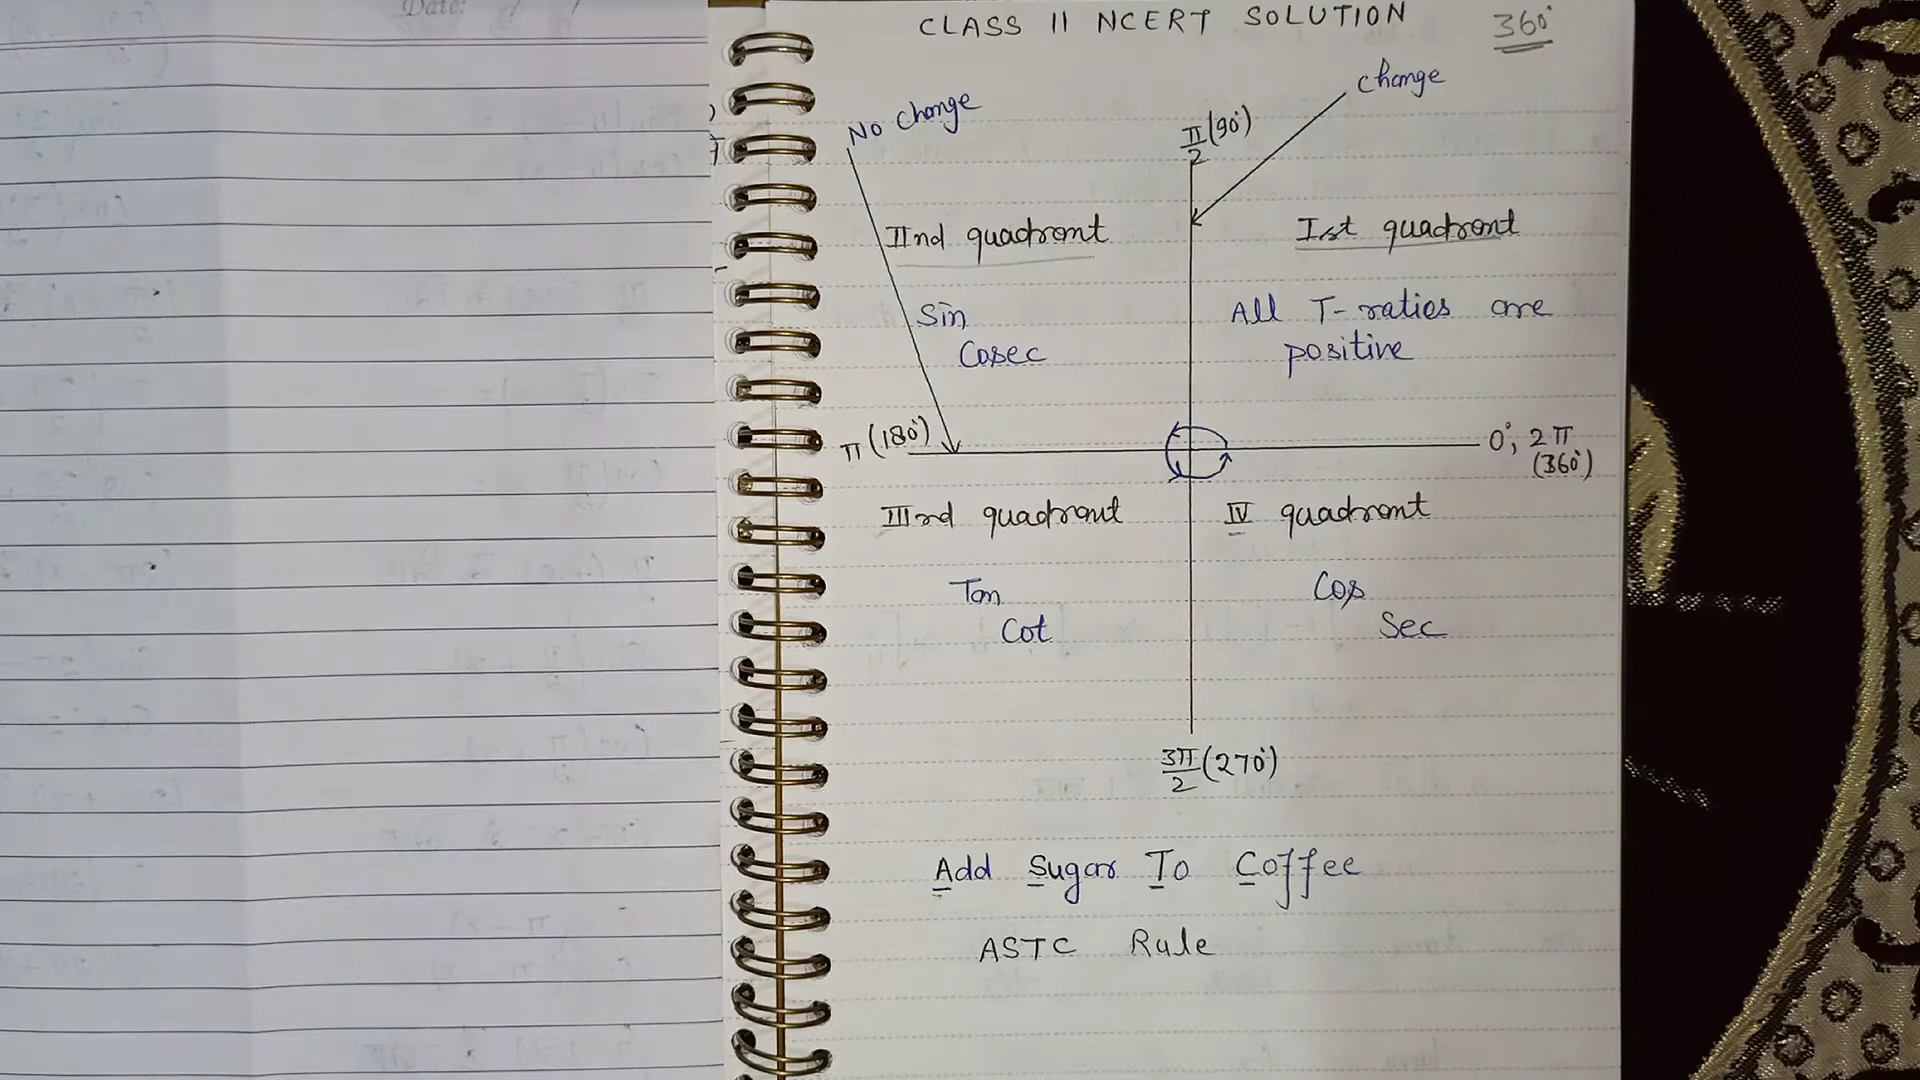 Date: / /
CLASS 11 NCERT SOLUTION
360°
change
No change
π/2 (90°)
IInd quadrant
Ist quadrant
Sin
Cosec
All T-ratios are
positive
π (180°)
0°, 2π
(360°)
IIIrd quadrant
IV quadrant
Tan
Cot
Cos
Sec
3π/2 (270°)
Add Sugar To Coffee
ASTC Rule